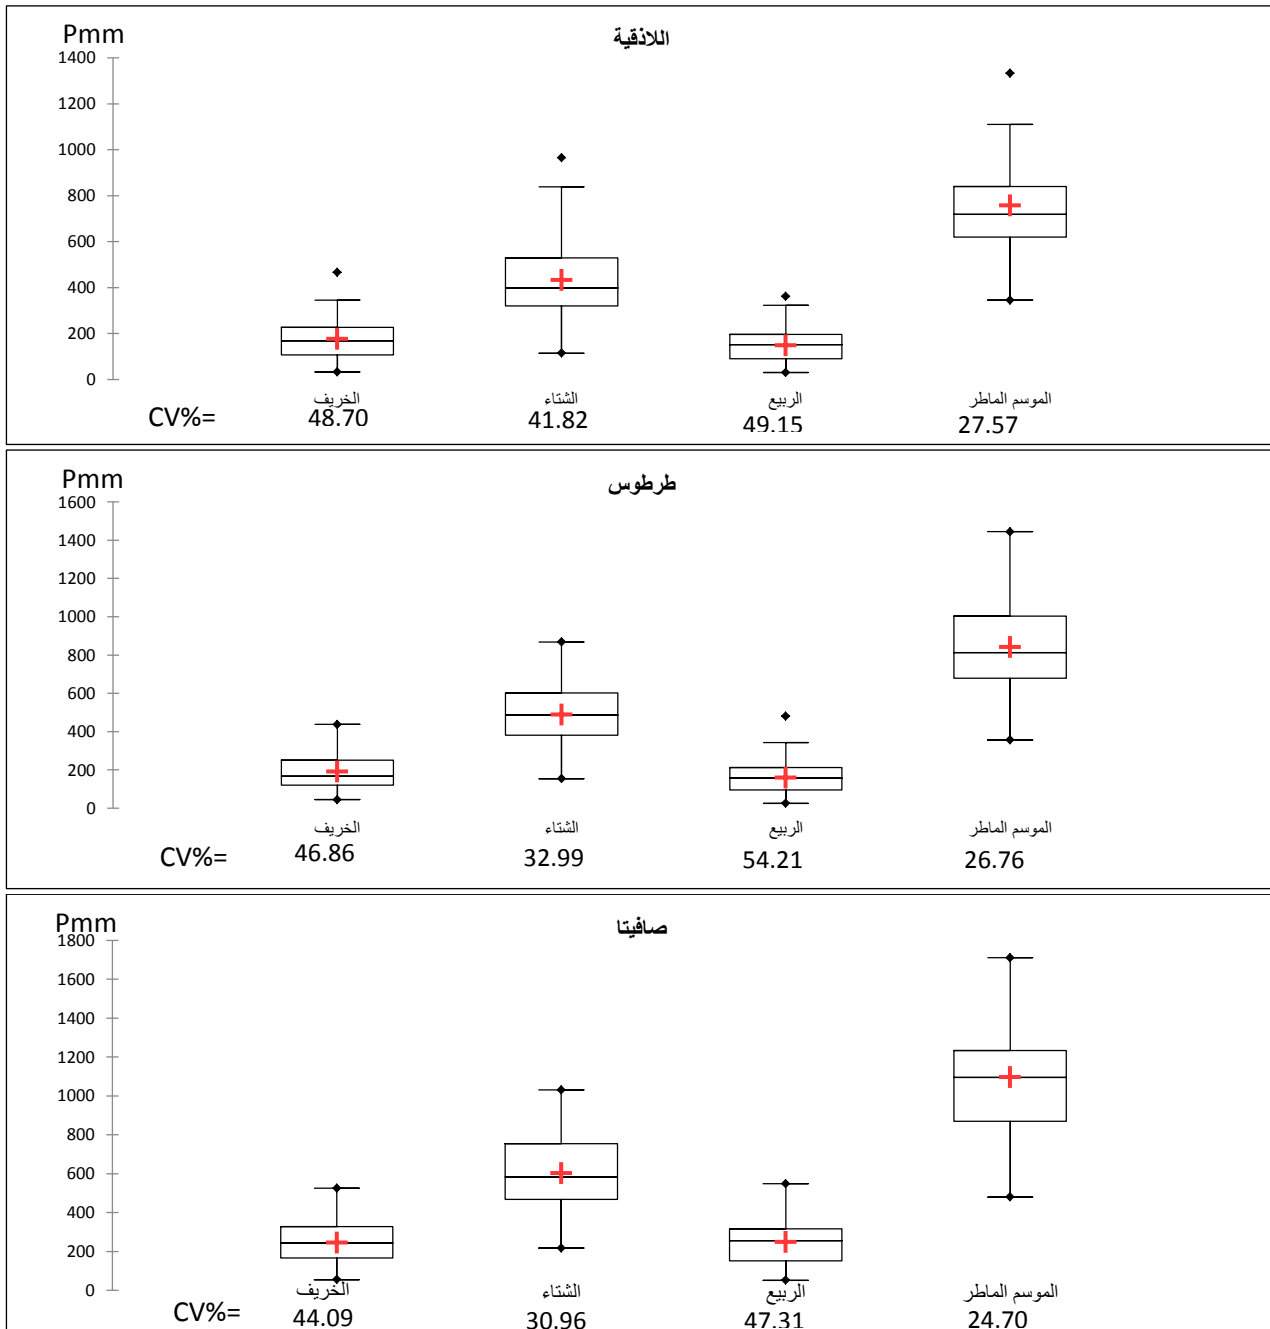 Pmm
اللاذقية
1400
1200
1000
800
600
400
200
0
الخريف الشتاء الربيع الموسم الماطر
CV%= 48.70 41.82 49.15 27.57
Pmm
طرطوس
1600
1400
1200
1000
800
600
400
200
0
الخريف الشتاء الربيع الموسم الماطر
CV%= 46.86 32.99 54.21 26.76
Pmm
صافيتا
1800
1600
1400
1200
1000
800
600
400
200
0
الخريف الشتاء الربيع الموسم الماطر
CV%= 44.09 30.96 47.31 24.70